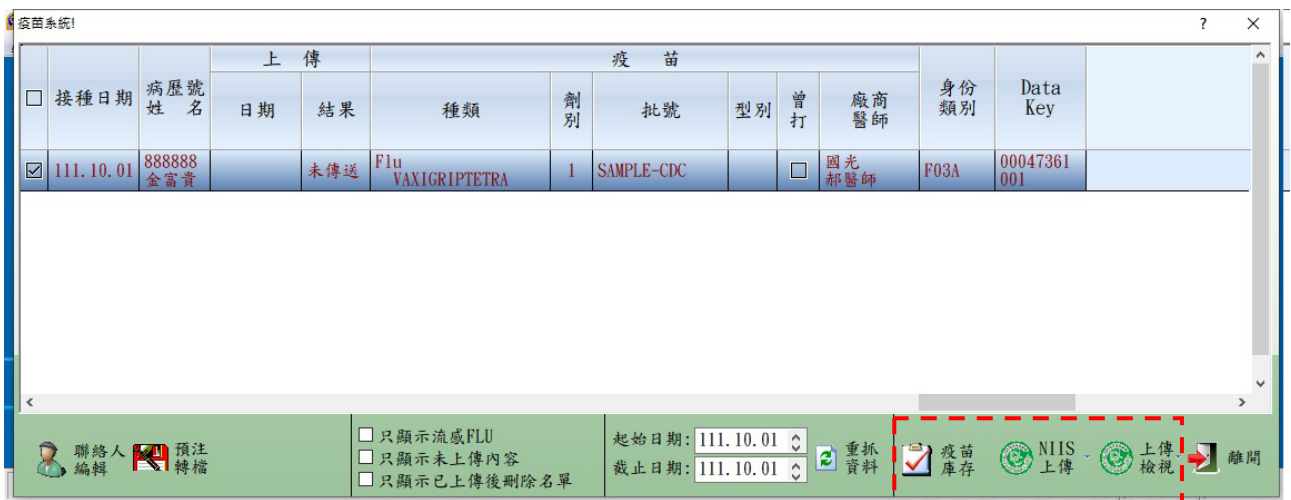 疫苗系統!
上 傳
疫 苗
接種日期
病歷號
姓 名
日期
結果
種類
劑
別
批號
型別
曾
打
廠商
醫師
身份
類別
Data
Key
111.10.01
888888
金富貴
未傳送
Flu
VAXIGRIPTETRA
1
SAMPLE-CDC
國光
郝醫師
F03A
00047361
001
聯絡人
編輯
預注
轉檔
只顯示流感FLU
只顯示未上傳內容
只顯示已上傳後刪除名單
起始日期: 111.10.01
截止日期: 111.10.01
重抓
資料
疫苗
庫存
NIIS
上傳
上傳
檢視
離開